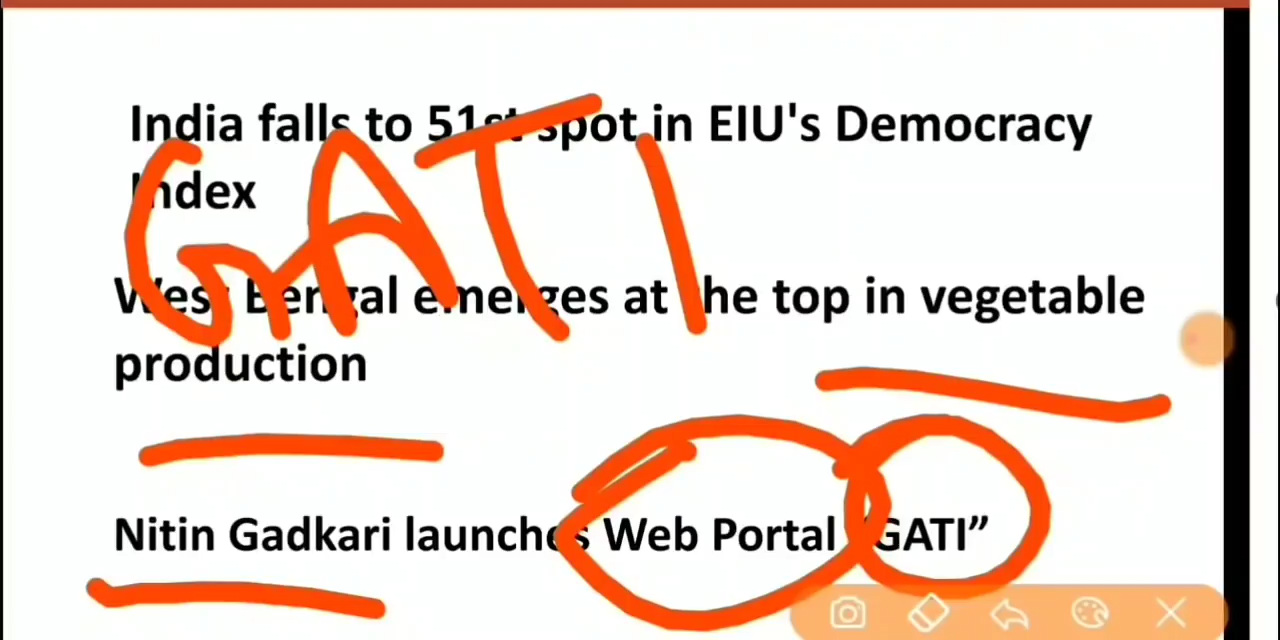 India falls to 51st spot in EIU's Democracy
Index
GATI
West Bengal emerges at the top in vegetable
production
Nitin Gadkari launches Web Portal “GATI”